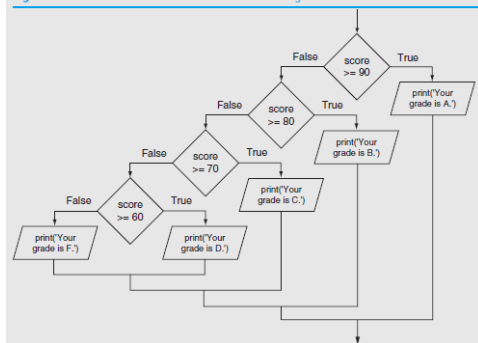 False
score
>= 90
True
print('Your
grade is A.')
False
score
>= 80
True
print('Your
grade is B.')
False
score
>= 70
True
print('Your
grade is C.')
False
score
>= 60
True
print('Your
grade is F.')
print('Your
grade is D.')